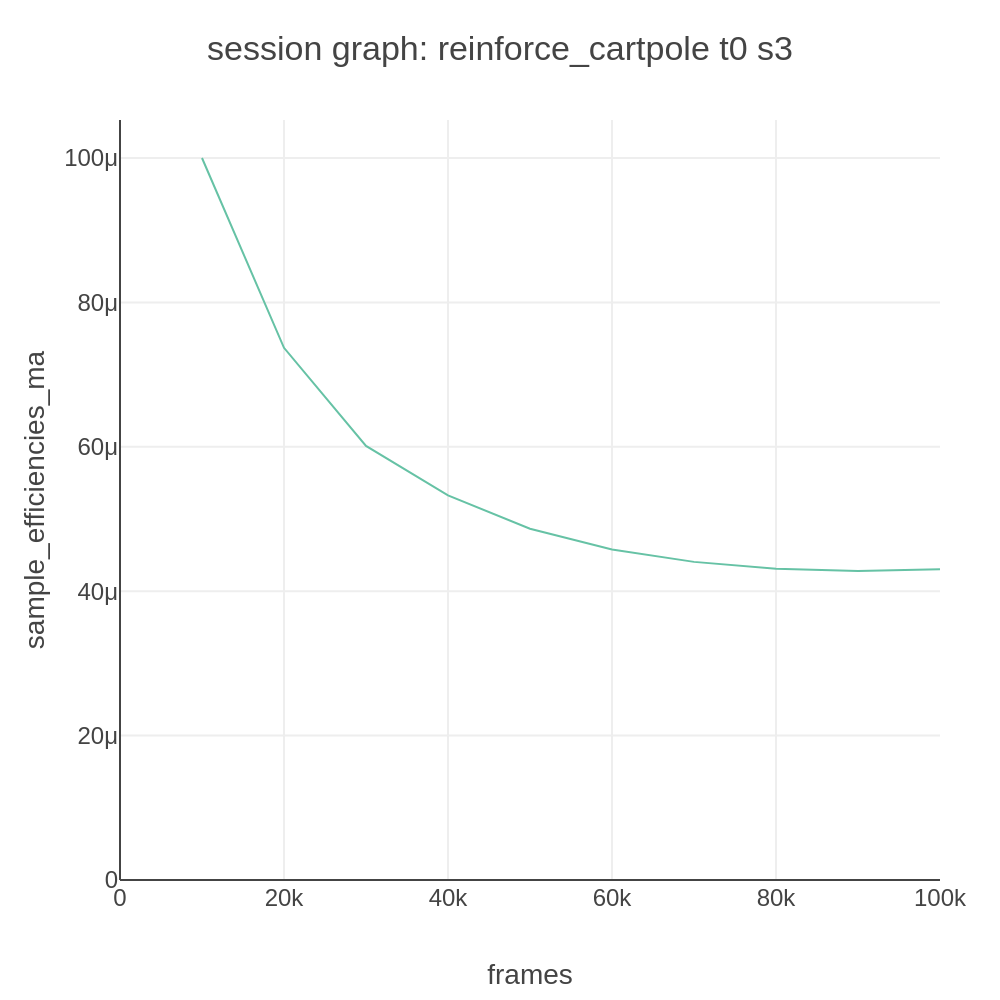 session graph: reinforce_cartpole t0 s3
100μ
80μ
60μ
40μ
20μ
0
sample_efficiencies_ma
0 20k 40k 60k 80k 100k
frames